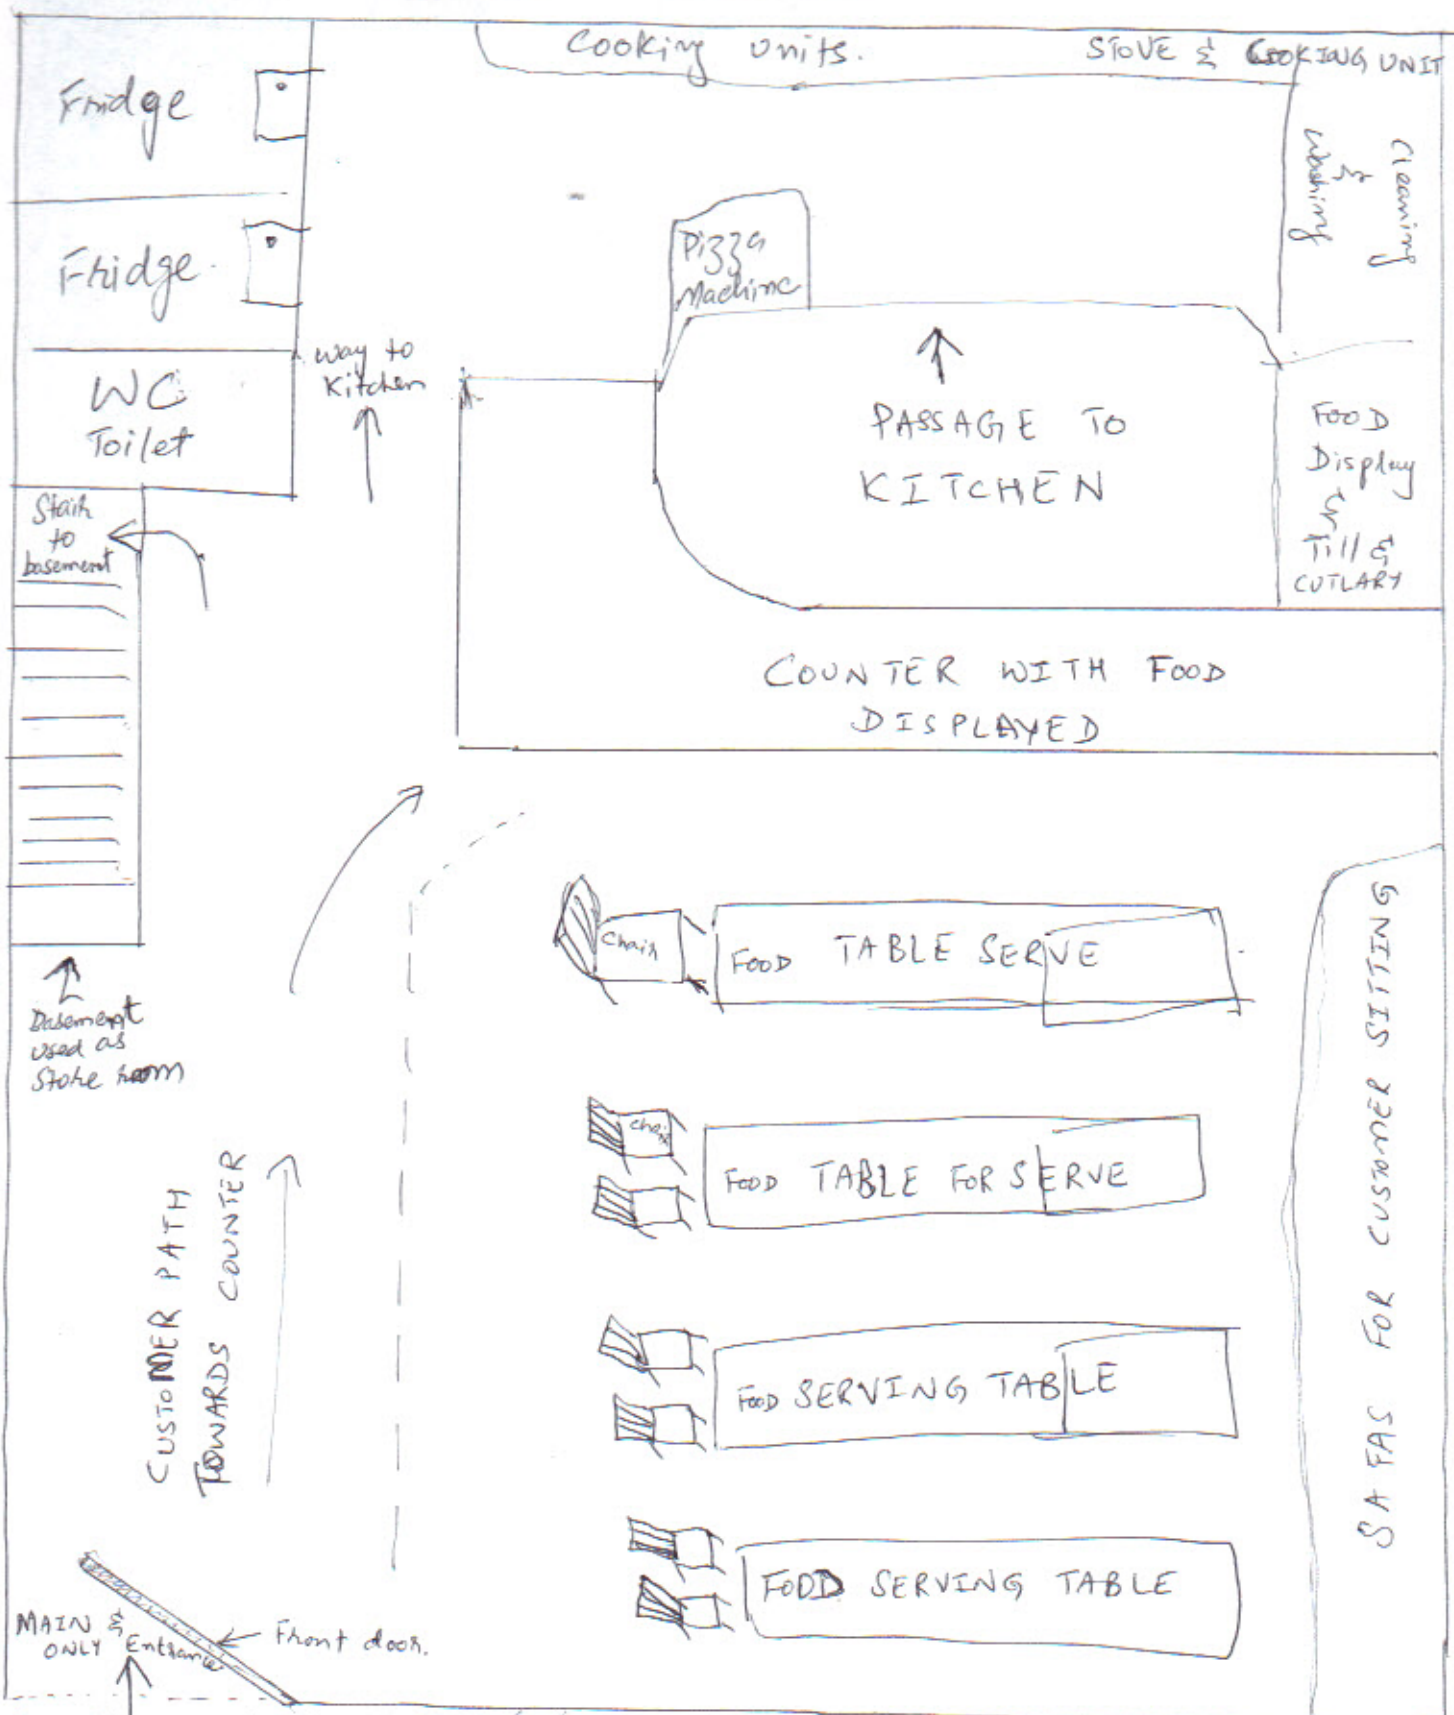 Cooking units.
STOVE & COOKING UNIT
Fridge
Cleaning
&
Washing
Fridge
Pizza
Machine
way to
Kitchen
WC
Toilet
PASSAGE TO
KITCHEN
FOOD
Display
&
Till &
CUTLARY
Stair
to
basement
COUNTER WITH FOOD
DISPLAYED
chair
FOOD TABLE SERVE
Basement
used as
Store room
chair
FOOD TABLE FOR SERVE
SAFAS FOR CUSTOMER SITTING
CUSTOMER PATH
TOWARDS COUNTER
FOOD SERVING TABLE
FOOD SERVING TABLE
MAIN &
ONLY Entrance
Front door.